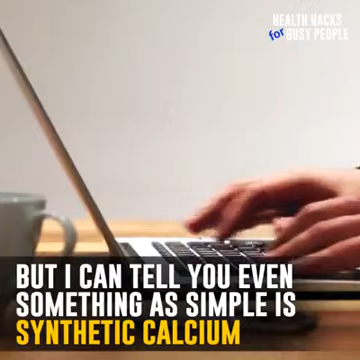 HEALTH HACKS
for BUSY PEOPLE
BUT I CAN TELL YOU EVEN
SOMETHING AS SIMPLE IS
SYNTHETIC CALCIUM